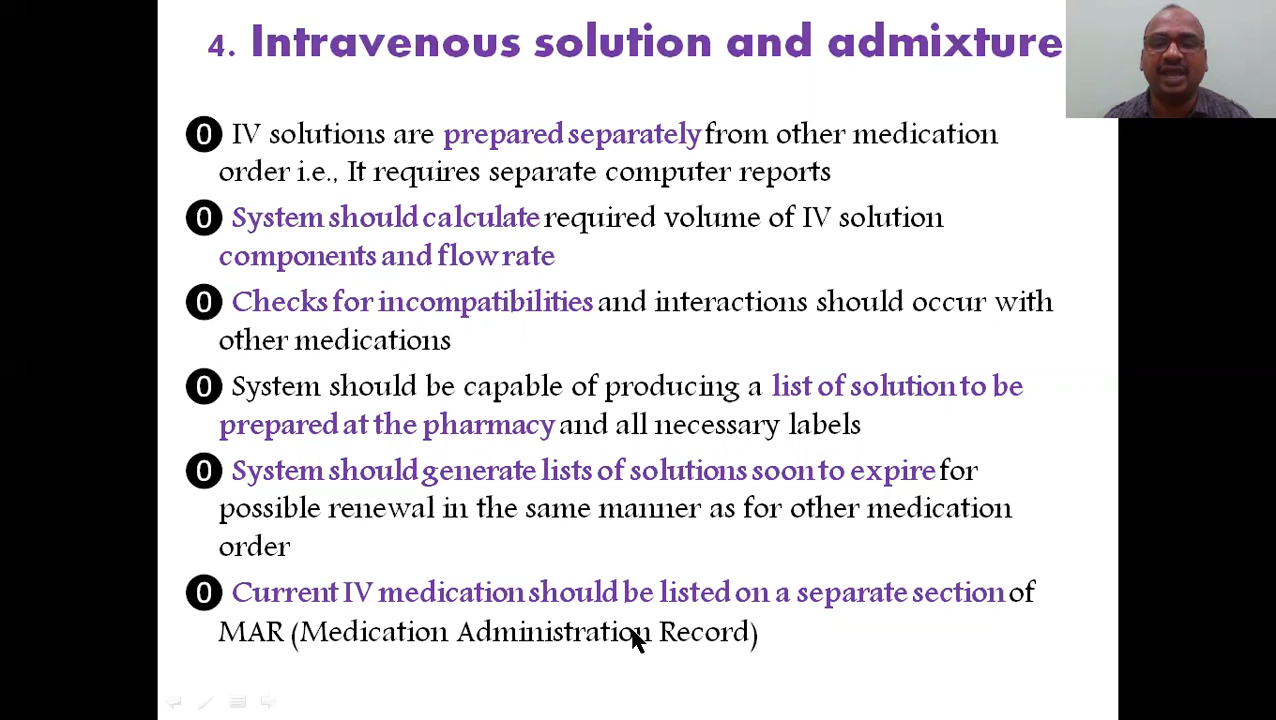 4. Intravenous solution and admixture
IV solutions are prepared separately from other medication
order i.e., It requires separate computer reports
System should calculate required volume of IV solution
components and flow rate
Checks for incompatibilities and interactions should occur with
other medications
System should be capable of producing a list of solution to be
prepared at the pharmacy and all necessary labels
System should generate lists of solutions soon to expire for
possible renewal in the same manner as for other medication
order
Current IV medication should be listed on a separate section of
MAR (Medication Administration Record)